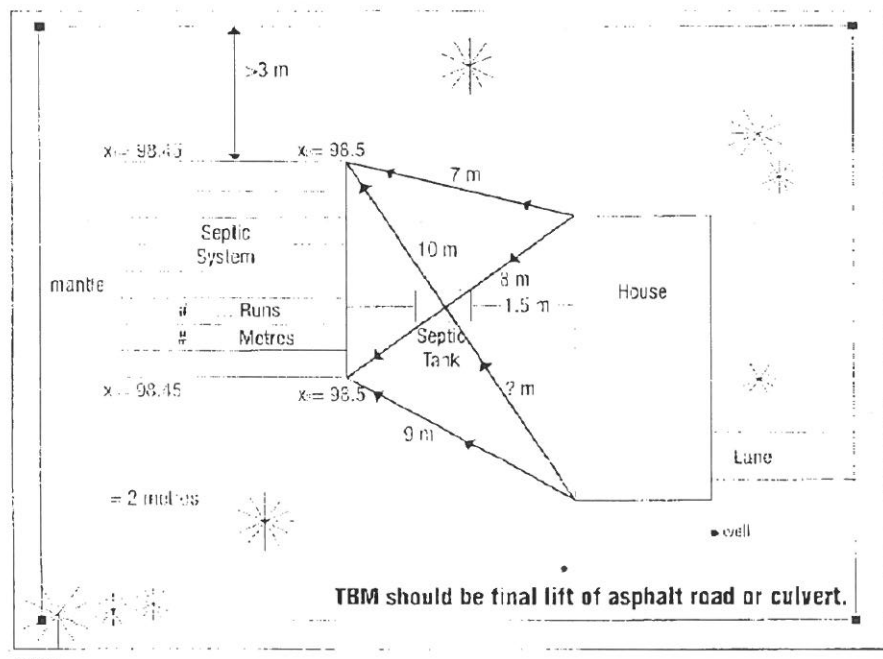 >3 m
x = 98.45
x = 98.5
7 m
Septic
System
10 m
8 m
mantle
House
1.5 m
# Runs
# Metres
Septic
Tank
x = 98.45
x = 98.5
? m
9 m
Lane
= 2 metres
well
TBM should be final lift of asphalt road or culvert.